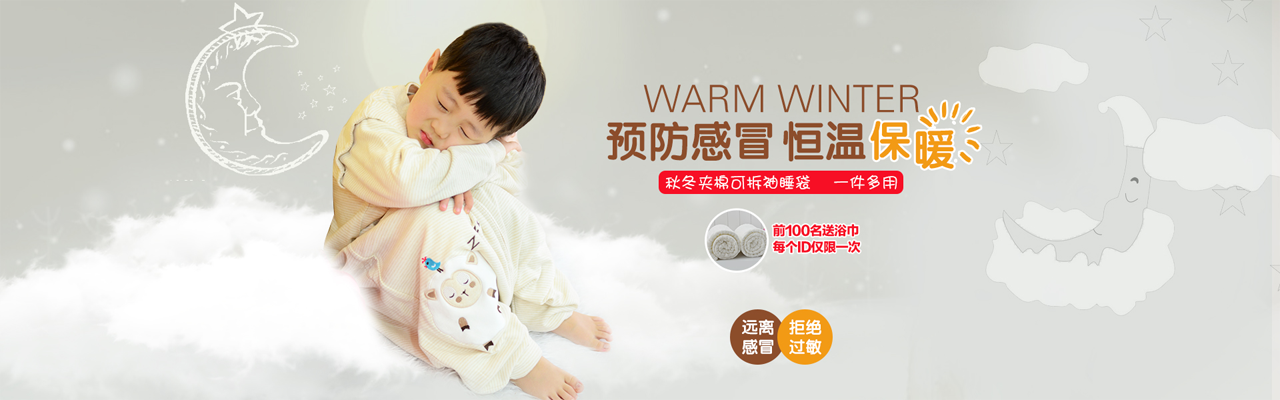 WARM WINTER
预防感冒 恒温保暖
秋冬夹棉可拆袖睡袋 一件多用
前100名送浴巾
每个ID仅限一次
远离
感冒
拒绝
过敏